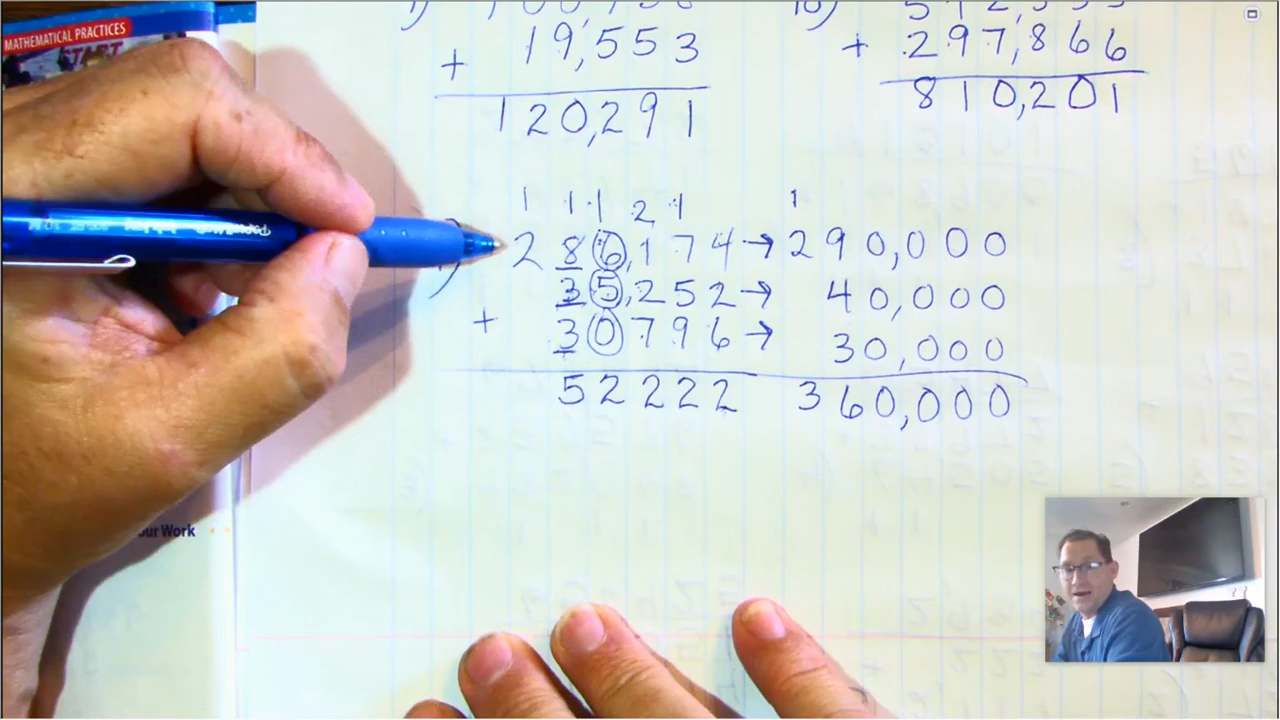 MATHEMATICAL PRACTICES
START
+ 19,553
120,291
+ 297,866
810,201
1 1 1 2 1
286,174 → 290,000
35,252 → 40,000
+ 30796 → 30,000
52222
1
360,000
our Work